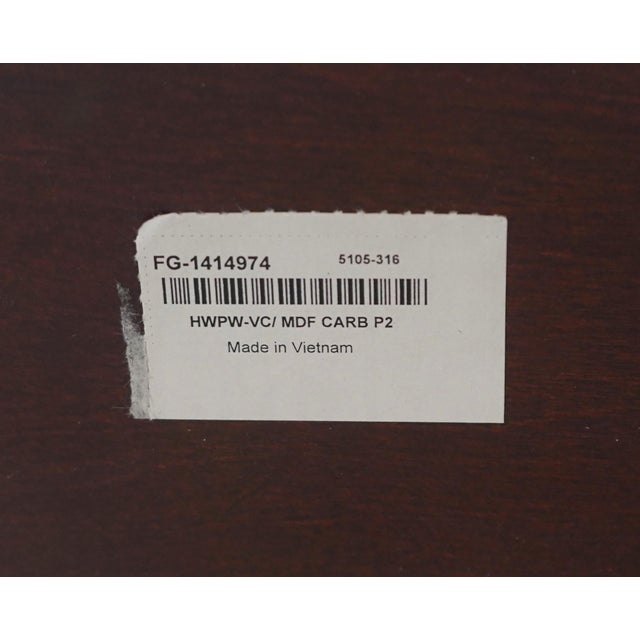 FG-1414974 5105-316
HWPW-VC/ MDF CARB P2
Made in Vietnam